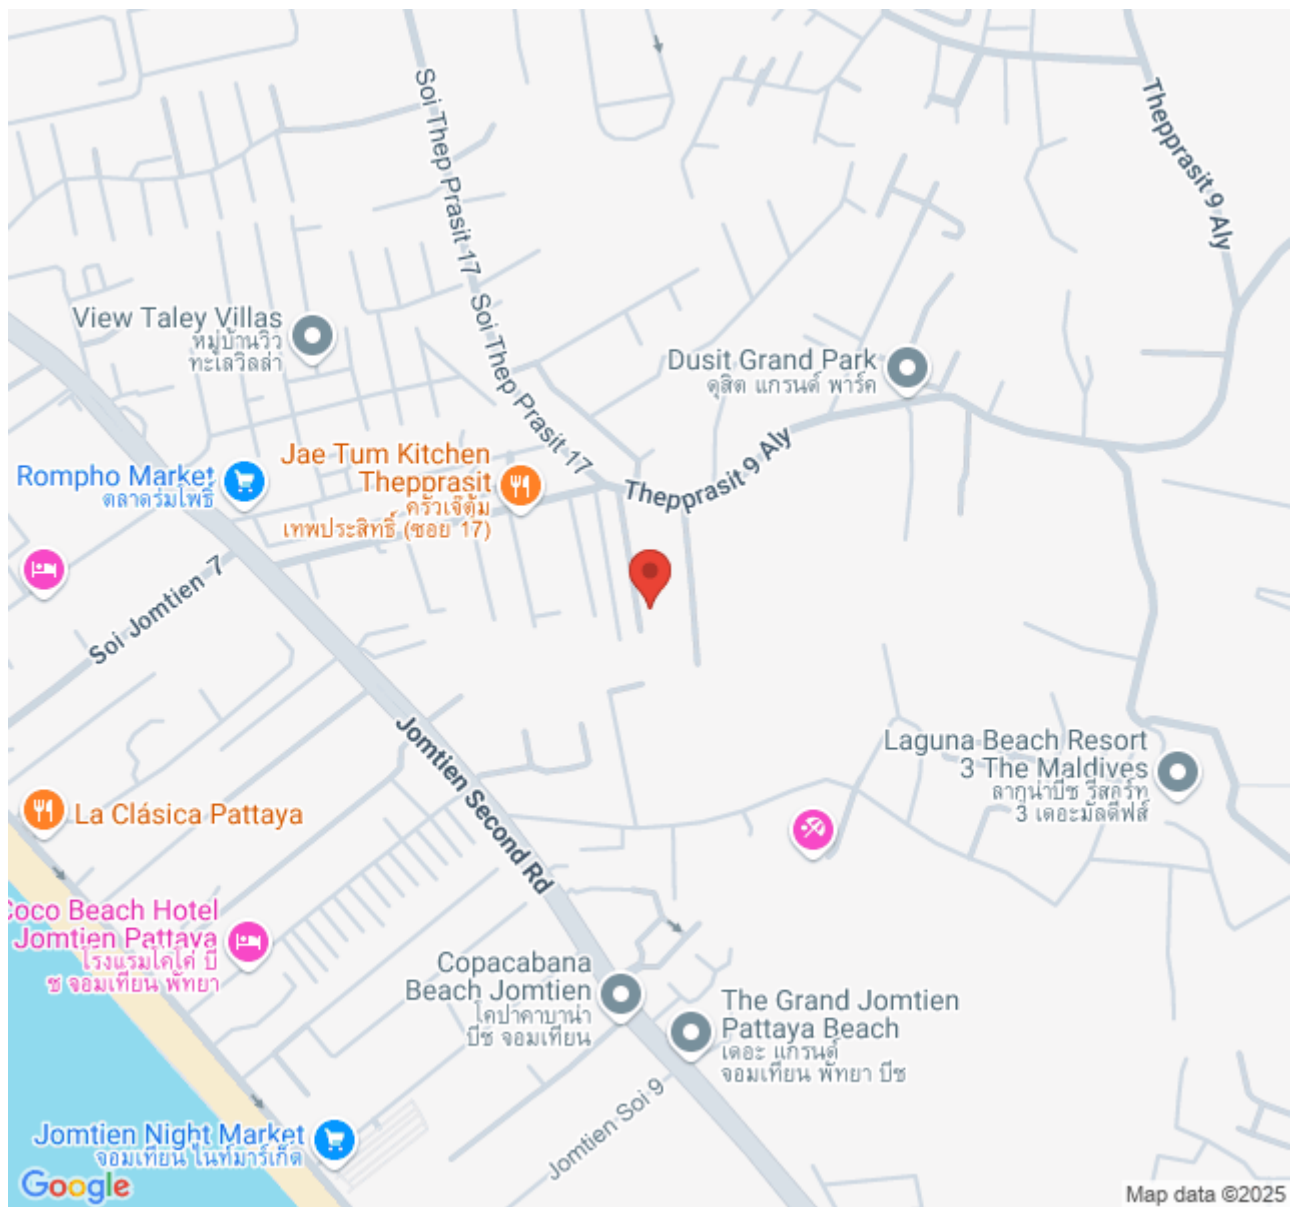 Soi Thep Prasit 17
Thepprasit 9 Aly
View Taley Villas
หมู่บ้านวิว
ทะเลวิลล่า
Soi Thep Prasit 17
Dusit Grand Park
ดุสิต แกรนด์ พาร์ค
Rompho Market
ตลาดร่มโพธิ์
Jae Tum Kitchen
Thepprasit
ครัวเจ๊ตุ้ม
เทพประสิทธิ์ (ซอย 17)
Thepprasit 9 Aly
Soi Jomtien 7
Jomtien Second Rd
Laguna Beach Resort
3 The Maldives
ลากูน่าบีช รีสอร์ท
3 เดอะมัลดีฟส์
La Clásica Pattaya
Coco Beach Hotel
Jomtien Pattaya
โรงแรมโคโค่ บี
ช จอมเทียน พัทยา
Copacabana
Beach Jomtien
โคปาคาบาน่า
บีช จอมเทียน
The Grand Jomtien
Pattaya Beach
เดอะ แกรนด์
จอมเทียน พัทยา บีช
Jomtien Soi 9
Jomtien Night Market
จอมเทียน ไนท์มาร์เก็ต
Google
Map data ©2025